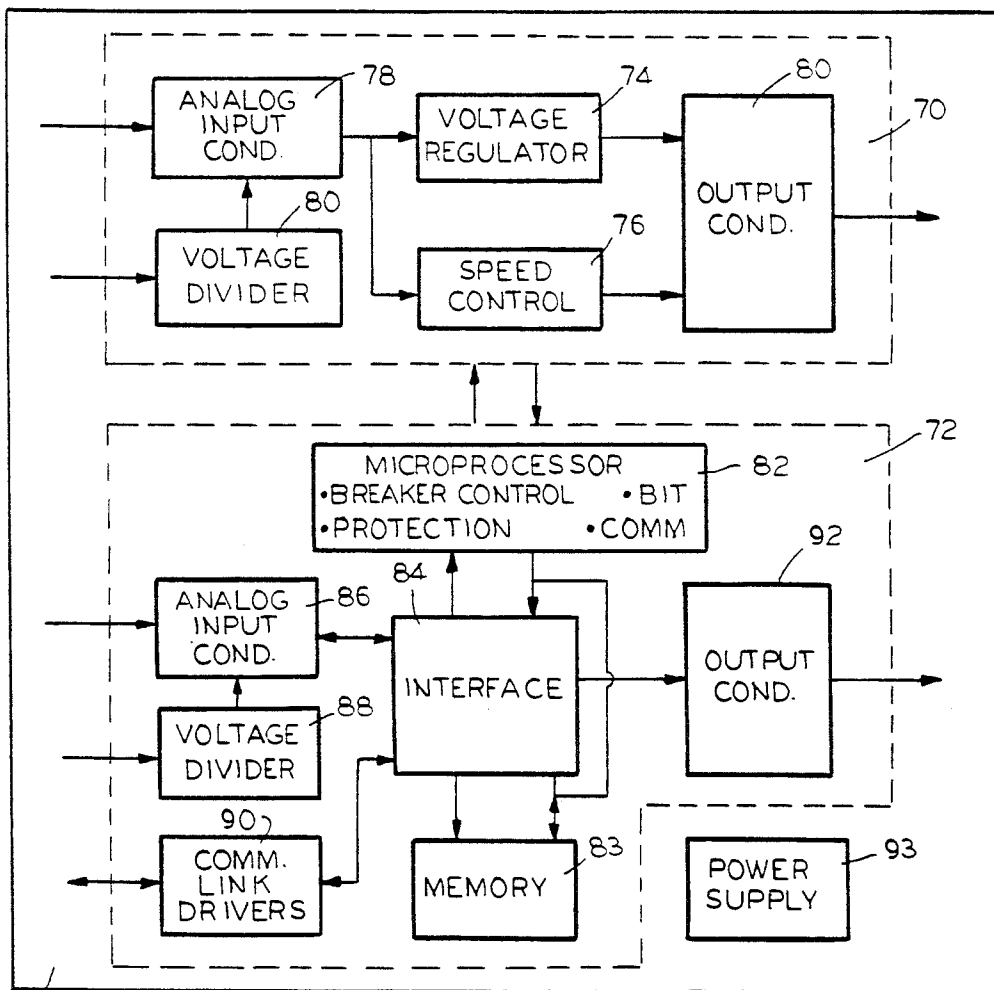 78
ANALOG
INPUT
COND.
74
VOLTAGE
REGULATOR
80
OUTPUT
COND.
70
80
VOLTAGE
DIVIDER
76
SPEED
CONTROL
72
MICROPROCESSOR
•BREAKER CONTROL •BIT
•PROTECTION •COMM
82
84
INTERFACE
86
ANALOG
INPUT
COND.
92
OUTPUT
COND.
88
VOLTAGE
DIVIDER
90
COMM.
LINK
DRIVERS
83
MEMORY
93
POWER
SUPPLY